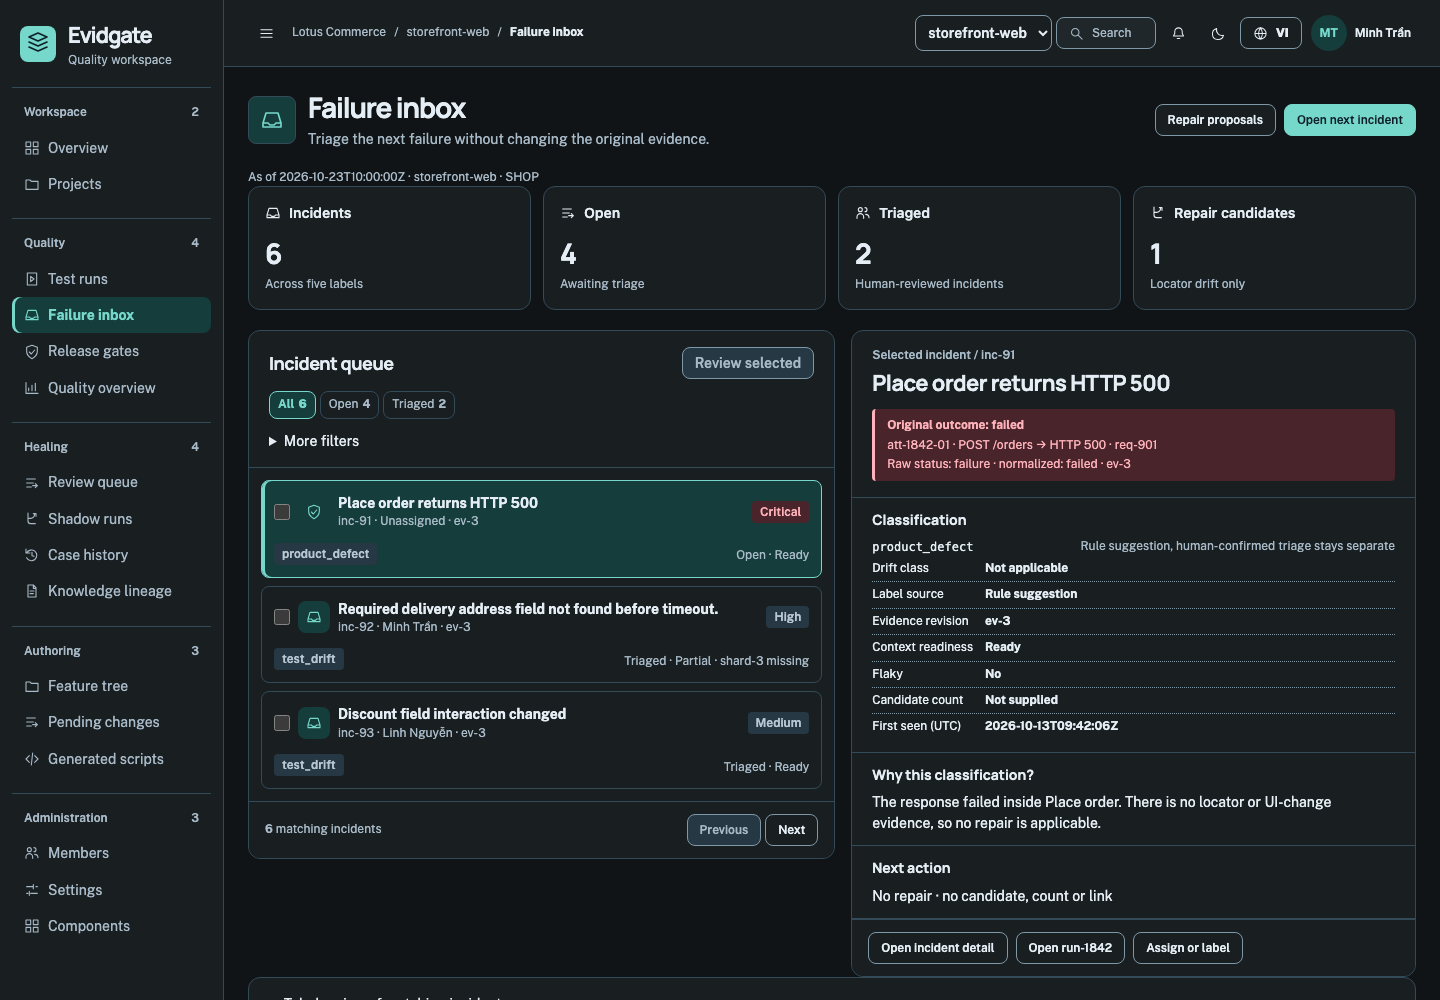 Evidgate
Quality workspace
Workspace 2
Overview
Projects
Quality 4
Test runs
Failure inbox
Release gates
Quality overview
Healing 4
Review queue
Shadow runs
Case history
Knowledge lineage
Authoring 3
Feature tree
Pending changes
Generated scripts
Administration 3
Members
Settings
Components
Lotus Commerce / storefront-web / Failure inbox
storefront-web
Search
VI
MT
Minh Trần
Failure inbox
Triage the next failure without changing the original evidence.
Repair proposals
Open next incident
As of 2026-10-23T10:00:00Z · storefront-web · SHOP
Incidents
6
Across five labels
Open
4
Awaiting triage
Triaged
2
Human-reviewed incidents
Repair candidates
1
Locator drift only
Incident queue
Review selected
All 6
Open 4
Triaged 2
More filters
Place order returns HTTP 500
inc-91 · Unassigned · ev-3
Critical
product_defect
Open · Ready
Required delivery address field not found before timeout.
inc-92 · Minh Trần · ev-3
High
test_drift
Triaged · Partial · shard-3 missing
Discount field interaction changed
inc-93 · Linh Nguyễn · ev-3
Medium
test_drift
Triaged · Ready
6 matching incidents
Previous
Next
Selected incident / inc-91
Place order returns HTTP 500
Original outcome: failed
att-1842-01 · POST /orders → HTTP 500 · req-901
Raw status: failure · normalized: failed · ev-3
Classification
product_defect
Rule suggestion, human-confirmed triage stays separate
Drift class Not applicable
Label source Rule suggestion
Evidence revision ev-3
Context readiness Ready
Flaky No
Candidate count Not supplied
First seen (UTC) 2026-10-13T09:42:06Z
Why this classification?
The response failed inside Place order. There is no locator or UI-change
evidence, so no repair is applicable.
Next action
No repair · no candidate, count or link
Open incident detail
Open run-1842
Assign or label